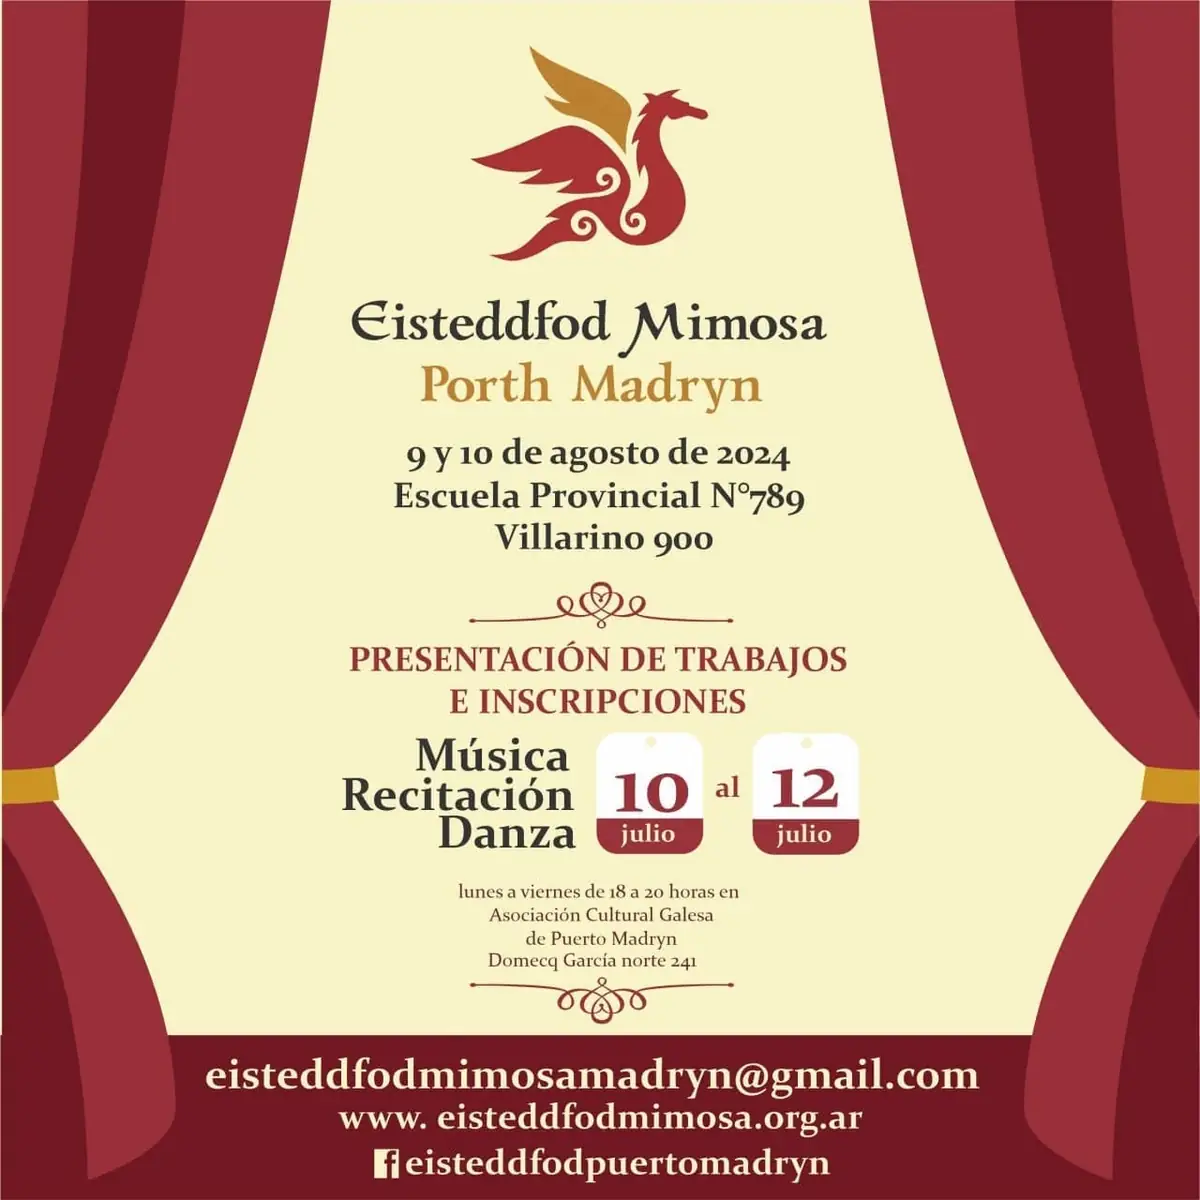 Eisteddfod Mimosa
Porth Madryn
9 y 10 de agosto de 2024
Escuela Provincial N°789
Villarino 900
PRESENTACIÓN DE TRABAJOS
E INSCRIPCIONES
Música
Recitación
Danza
10
julio
al
12
julio
lunes a viernes de 18 a 20 horas en
Asociación Cultural Galesa
de Puerto Madryn
Domecq García norte 241
eisteddfodmimosamadryn@gmail.com
www. eisteddfodmimosa.org.ar
f eisteddfodpuertomadryn